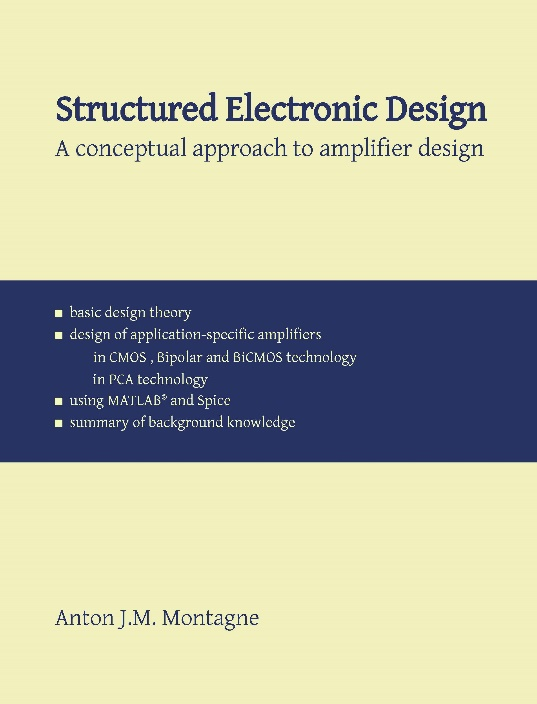 Structured Electronic Design
A conceptual approach to amplifier design
■ basic design theory
■ design of application-specific amplifiers
in CMOS , Bipolar and BiCMOS technology
in PCA technology
■ using MATLAB® and Spice
■ summary of background knowledge
Anton J.M. Montagne